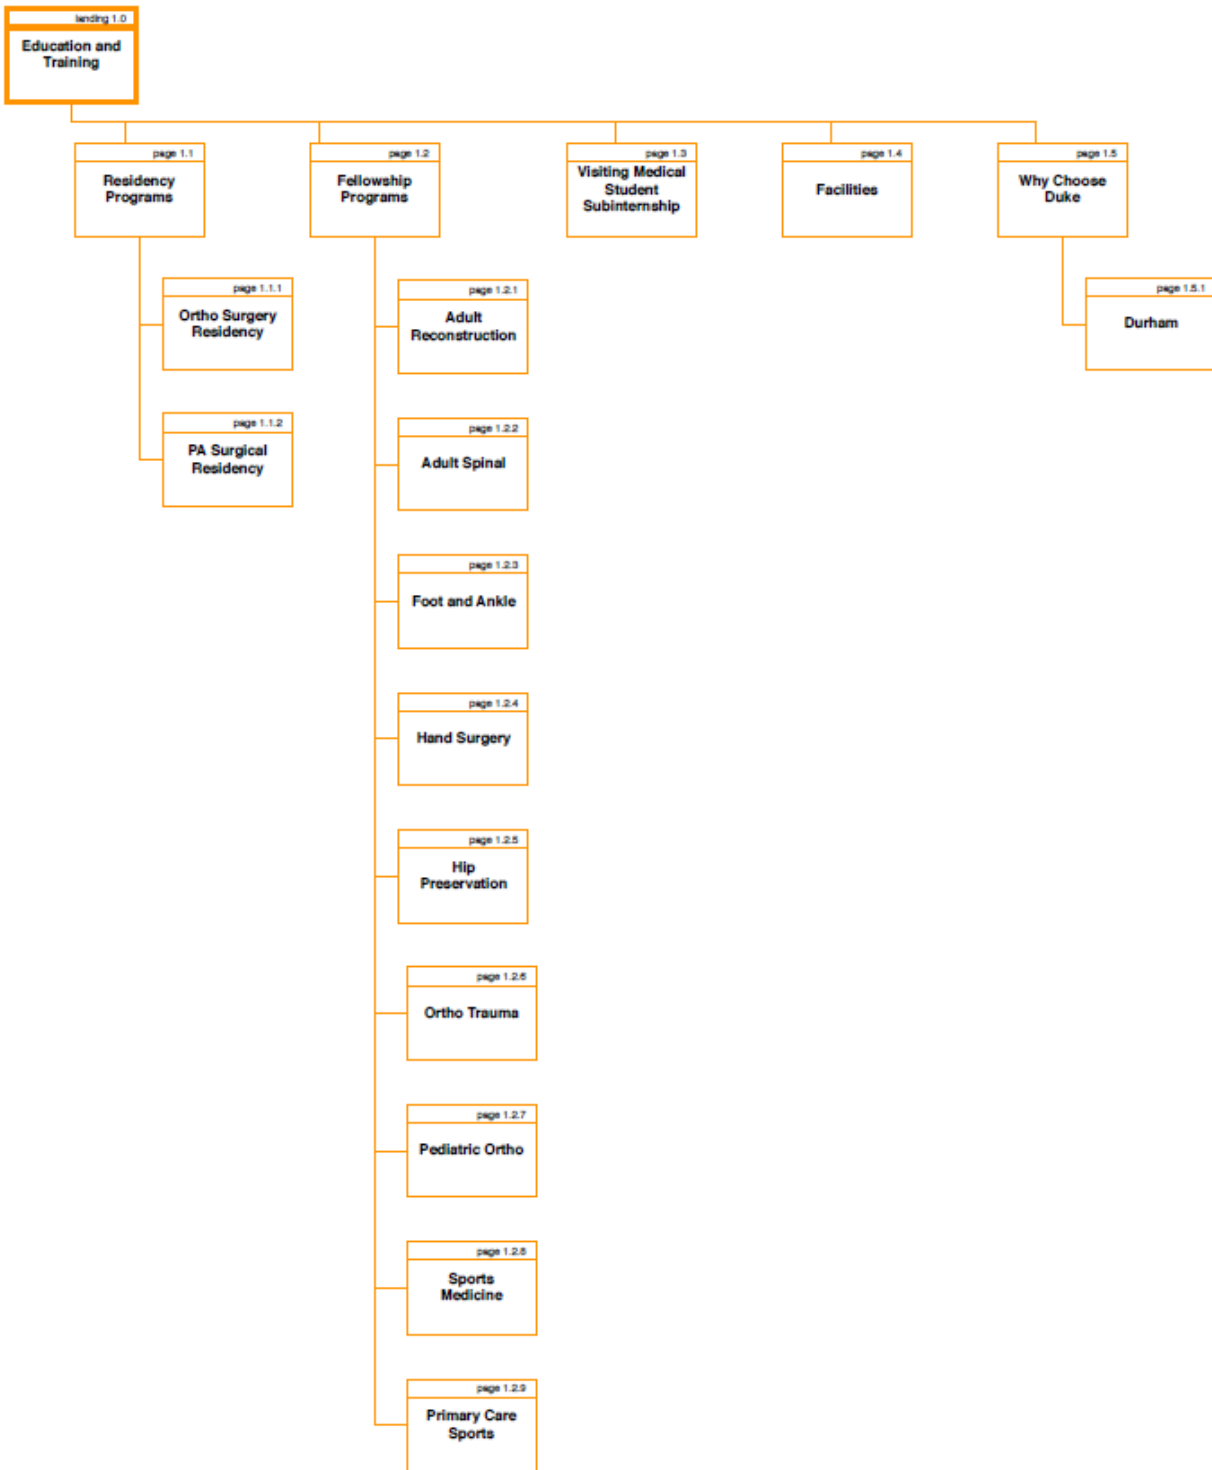 landing 1.0
Education and
Training
page 1.1
Residency
Programs
page 1.2
Fellowship
Programs
page 1.3
Visiting Medical
Student
Subinternship
page 1.4
Facilities
page 1.5
Why Choose
Duke
page 1.1.1
Ortho Surgery
Residency
page 1.2.1
Adult
Reconstruction
page 1.5.1
Durham
page 1.1.2
PA Surgical
Residency
page 1.2.2
Adult Spinal
page 1.2.3
Foot and Ankle
page 1.2.4
Hand Surgery
page 1.2.5
Hip
Preservation
page 1.2.6
Ortho Trauma
page 1.2.7
Pediatric Ortho
page 1.2.8
Sports
Medicine
page 1.2.9
Primary Care
Sports